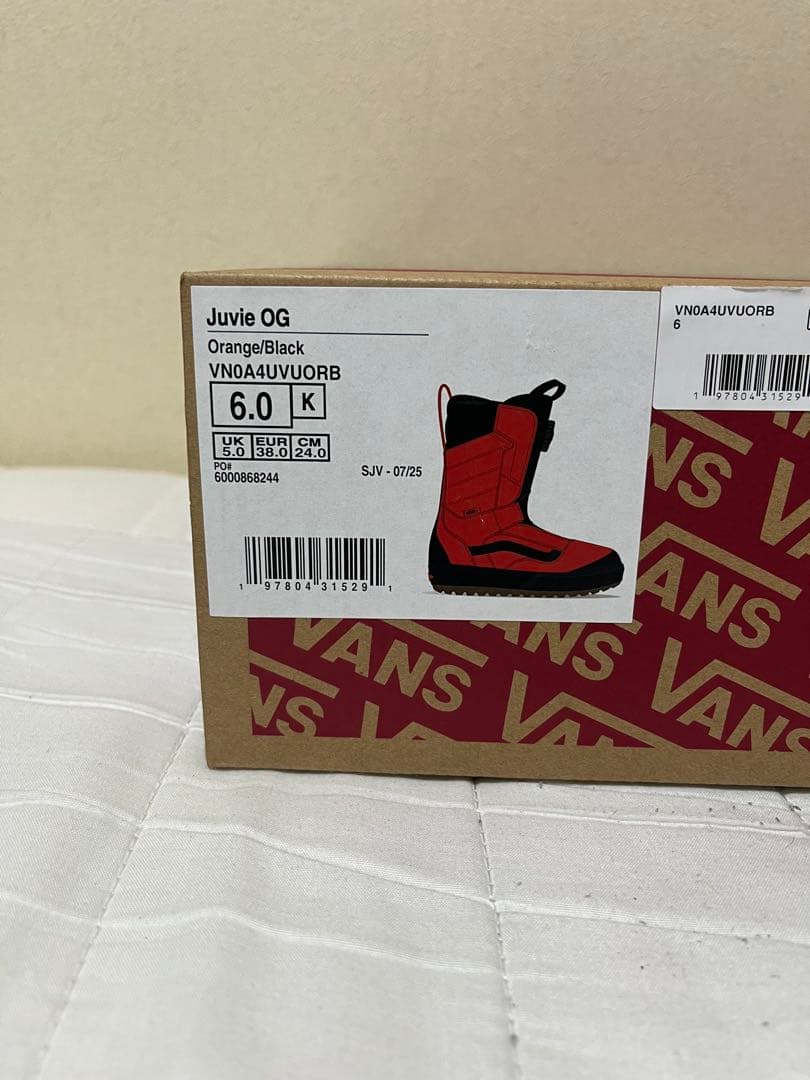 Juvie OG
Orange/Black
VN0A4UVUORB
6.0 K
UK EUR CM
5.0 38.0 24.0
PO#
6000868244
SJV - 07/25
1 97804 31529 1
VN0A4UVUORB
6
1 97804 31529
VANS
VANS
VANS
VANS